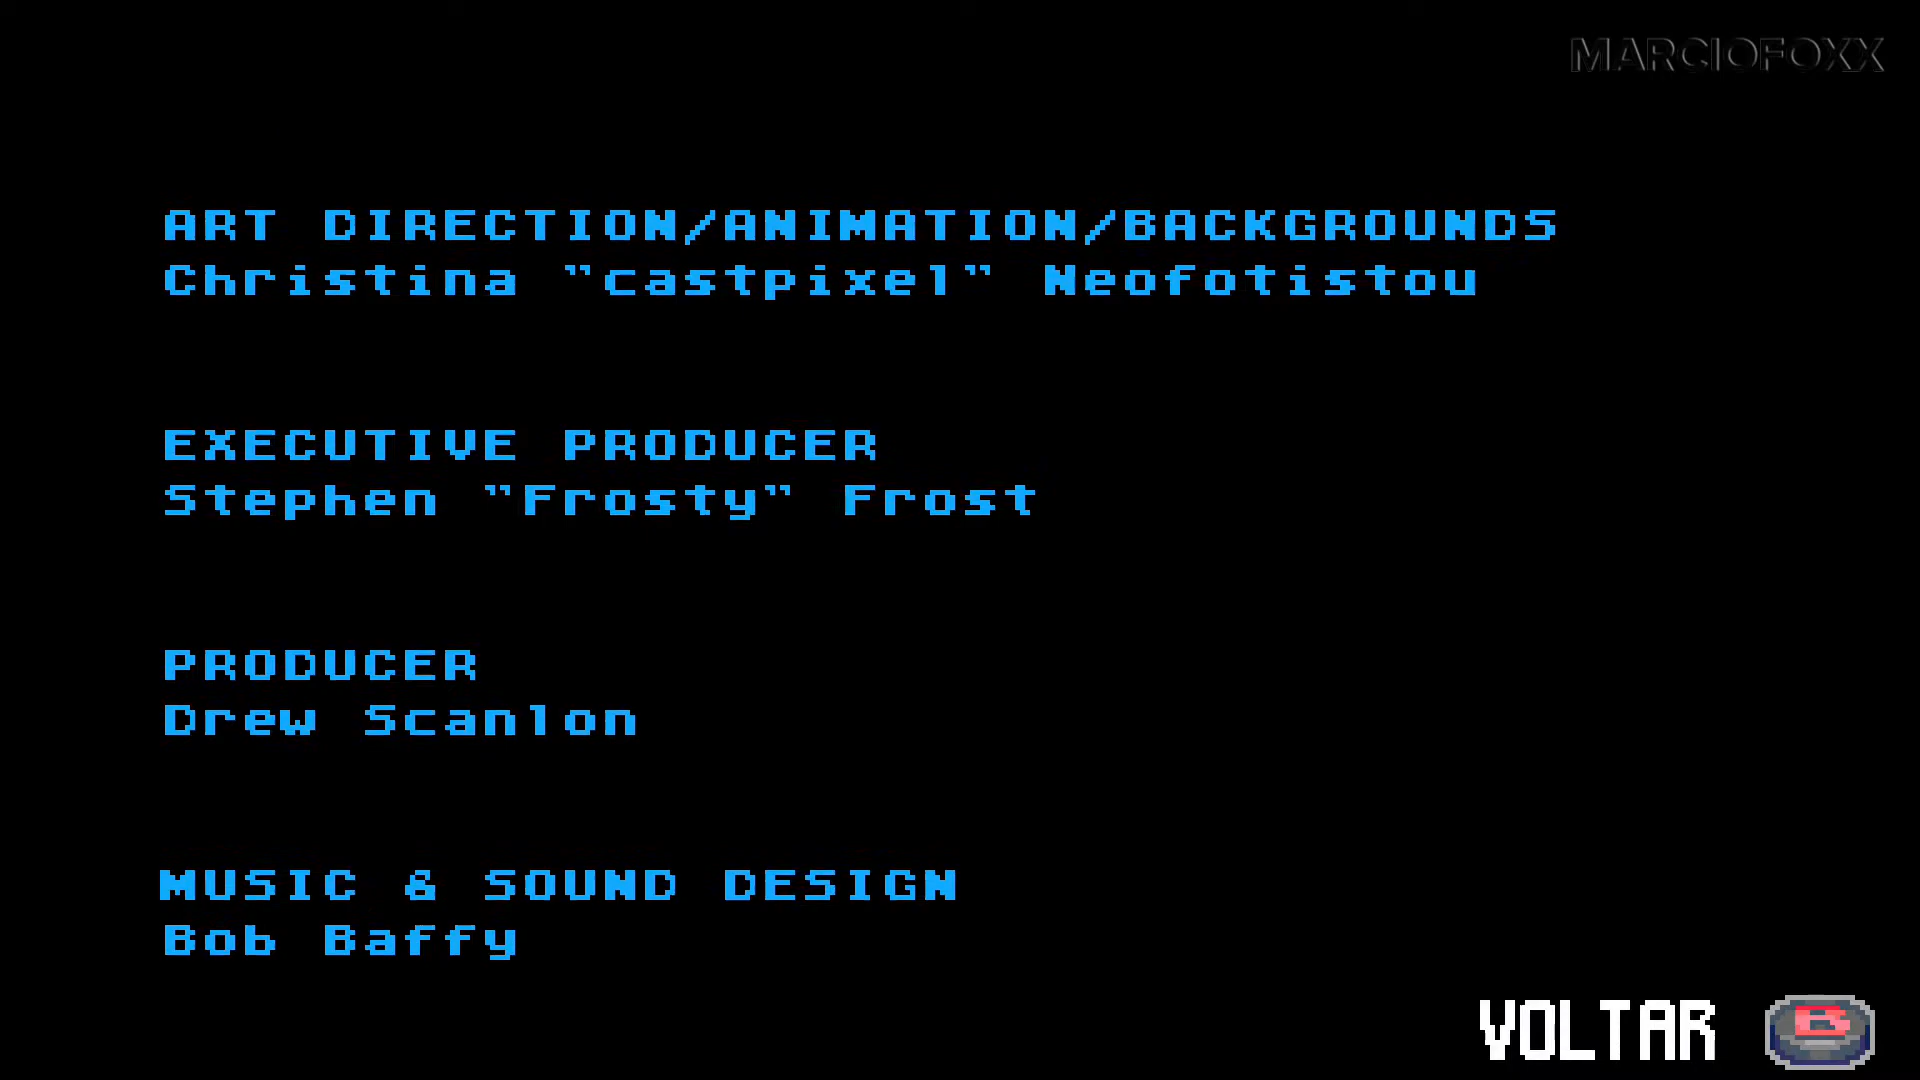 MARCIOFOXX
ART DIRECTION/ANIMATION/BACKGROUNDS
Christina "castpixel" Neofotistou
EXECUTIVE PRODUCER
Stephen "Frosty" Frost
PRODUCER
Drew Scanlon
MUSIC & SOUND DESIGN
Bob Baffy
VOLTAR B